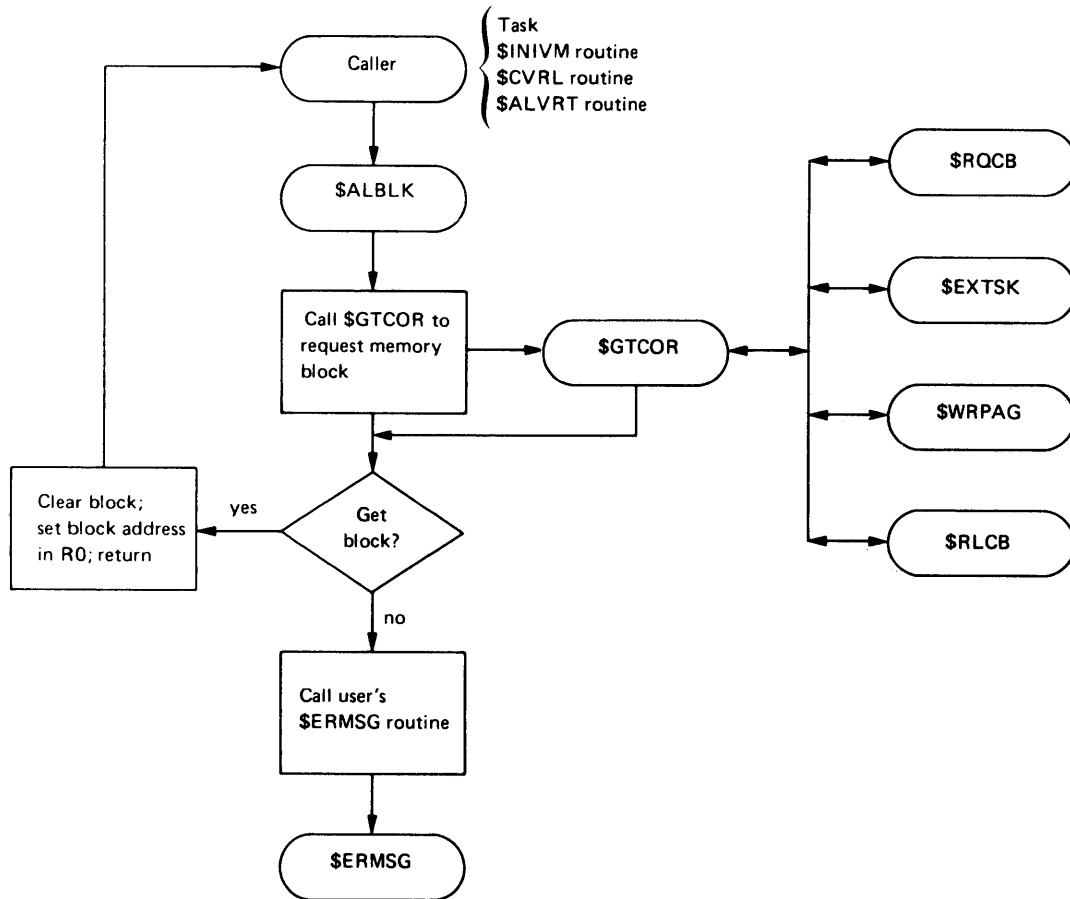 Caller
Task
$INIVM routine
$CVRL routine
$ALVRT routine
$ALBLK
$RQCB
$EXTSK
Call $GTCOR to
request memory
block
$GTCOR
$WRPAG
Clear block;
set block address
in R0; return
yes
Get
block?
$RLCB
no
Call user's
$ERMSG routine
$ERMSG